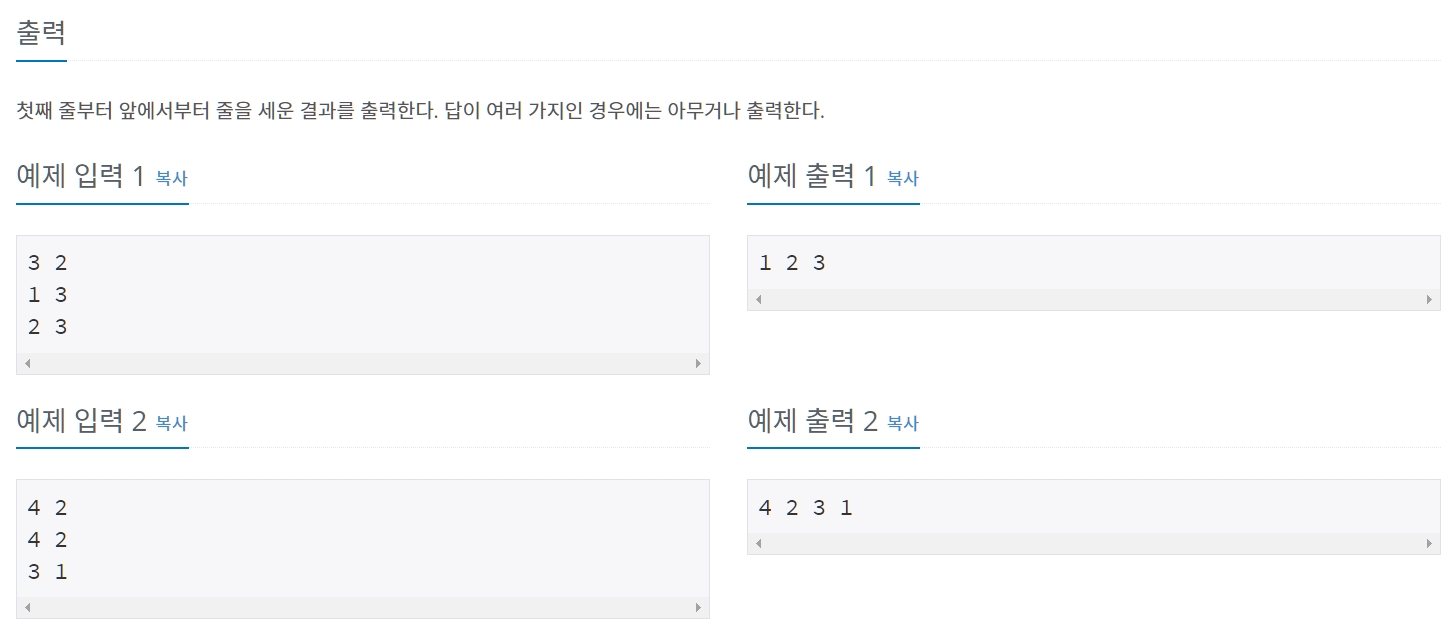 출력
첫째 줄부터 앞에서부터 줄을 세운 결과를 출력한다. 답이 여러 가지인 경우에는 아무거나 출력한다.
예제 입력 1 복사
3 2
1 3
2 3
예제 출력 1 복사
1 2 3
예제 입력 2 복사
4 2
4 2
3 1
예제 출력 2 복사
4 2 3 1